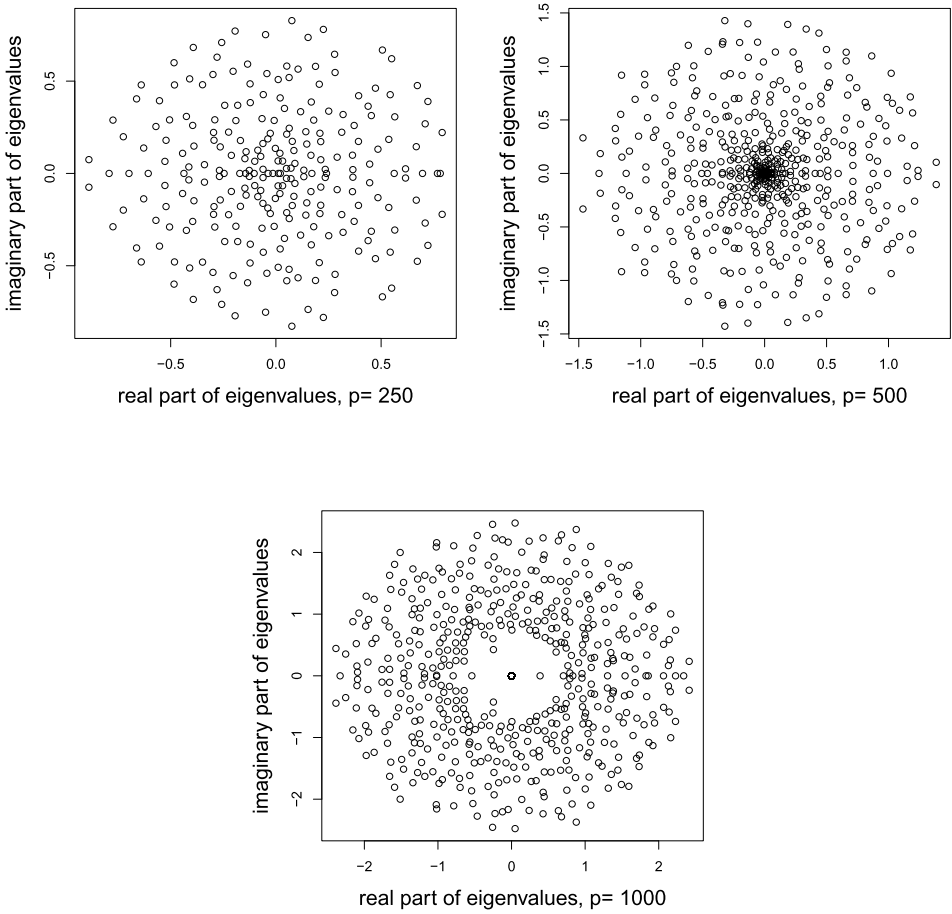 imaginary part of eigenvalues
0.5
0.0
−0.5
−0.5 0.0 0.5
real part of eigenvalues, p= 250
imaginary part of eigenvalues
1.5
1.0
0.5
0.0
−0.5
−1.0
−1.5
−1.5 −1.0 −0.5 0.0 0.5 1.0
real part of eigenvalues, p= 500
imaginary part of eigenvalues
2
1
0
−1
−2
−2 −1 0 1 2
real part of eigenvalues, p= 1000